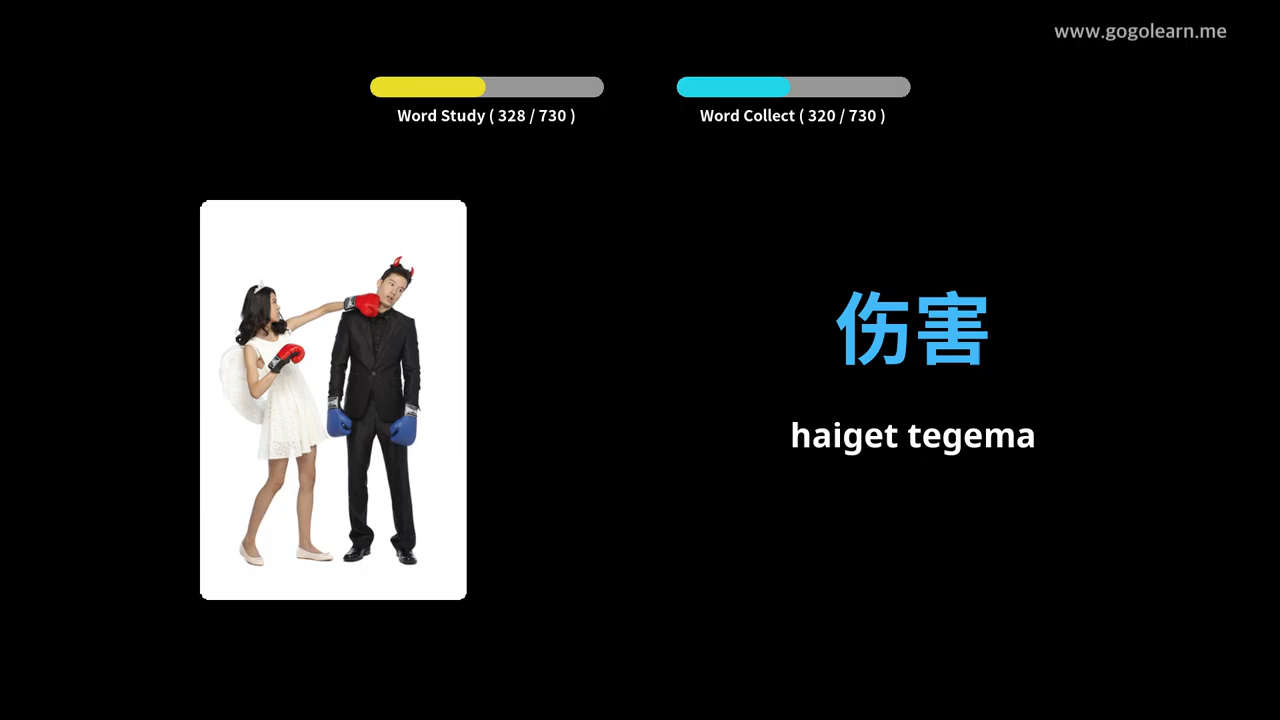 www.gogolearn.me
Word Study ( 328 / 730 )
Word Collect ( 320 / 730 )
伤害
haiget tegema